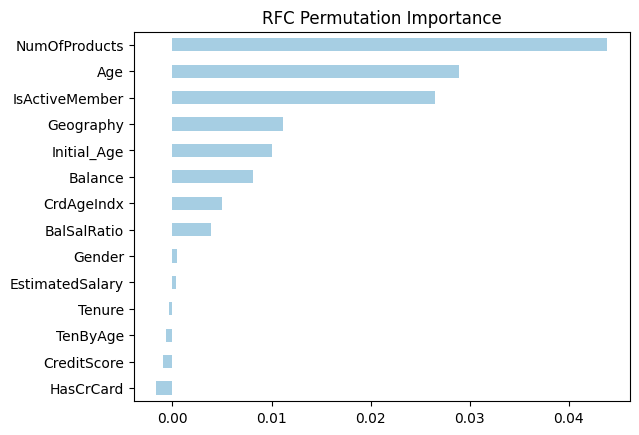 RFC Permutation Importance
NumOfProducts
Age
IsActiveMember
Geography
Initial_Age
Balance
CrdAgeIndx
BalSalRatio
Gender
EstimatedSalary
Tenure
TenByAge
CreditScore
HasCrCard
0.00 0.01 0.02 0.03 0.04